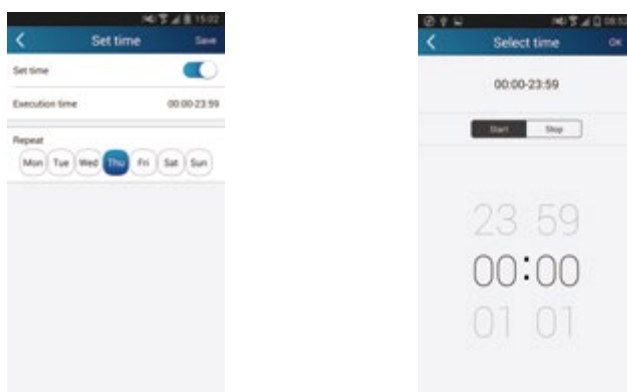 15:02
Set time Save
Set time
Execution time 00:00-23:59
Repeat
Mon Tue Wed Thu Fri Sat Sun
08:52
Select time OK
00:00-23:59
Start Stop
23 59
00:00
01 01